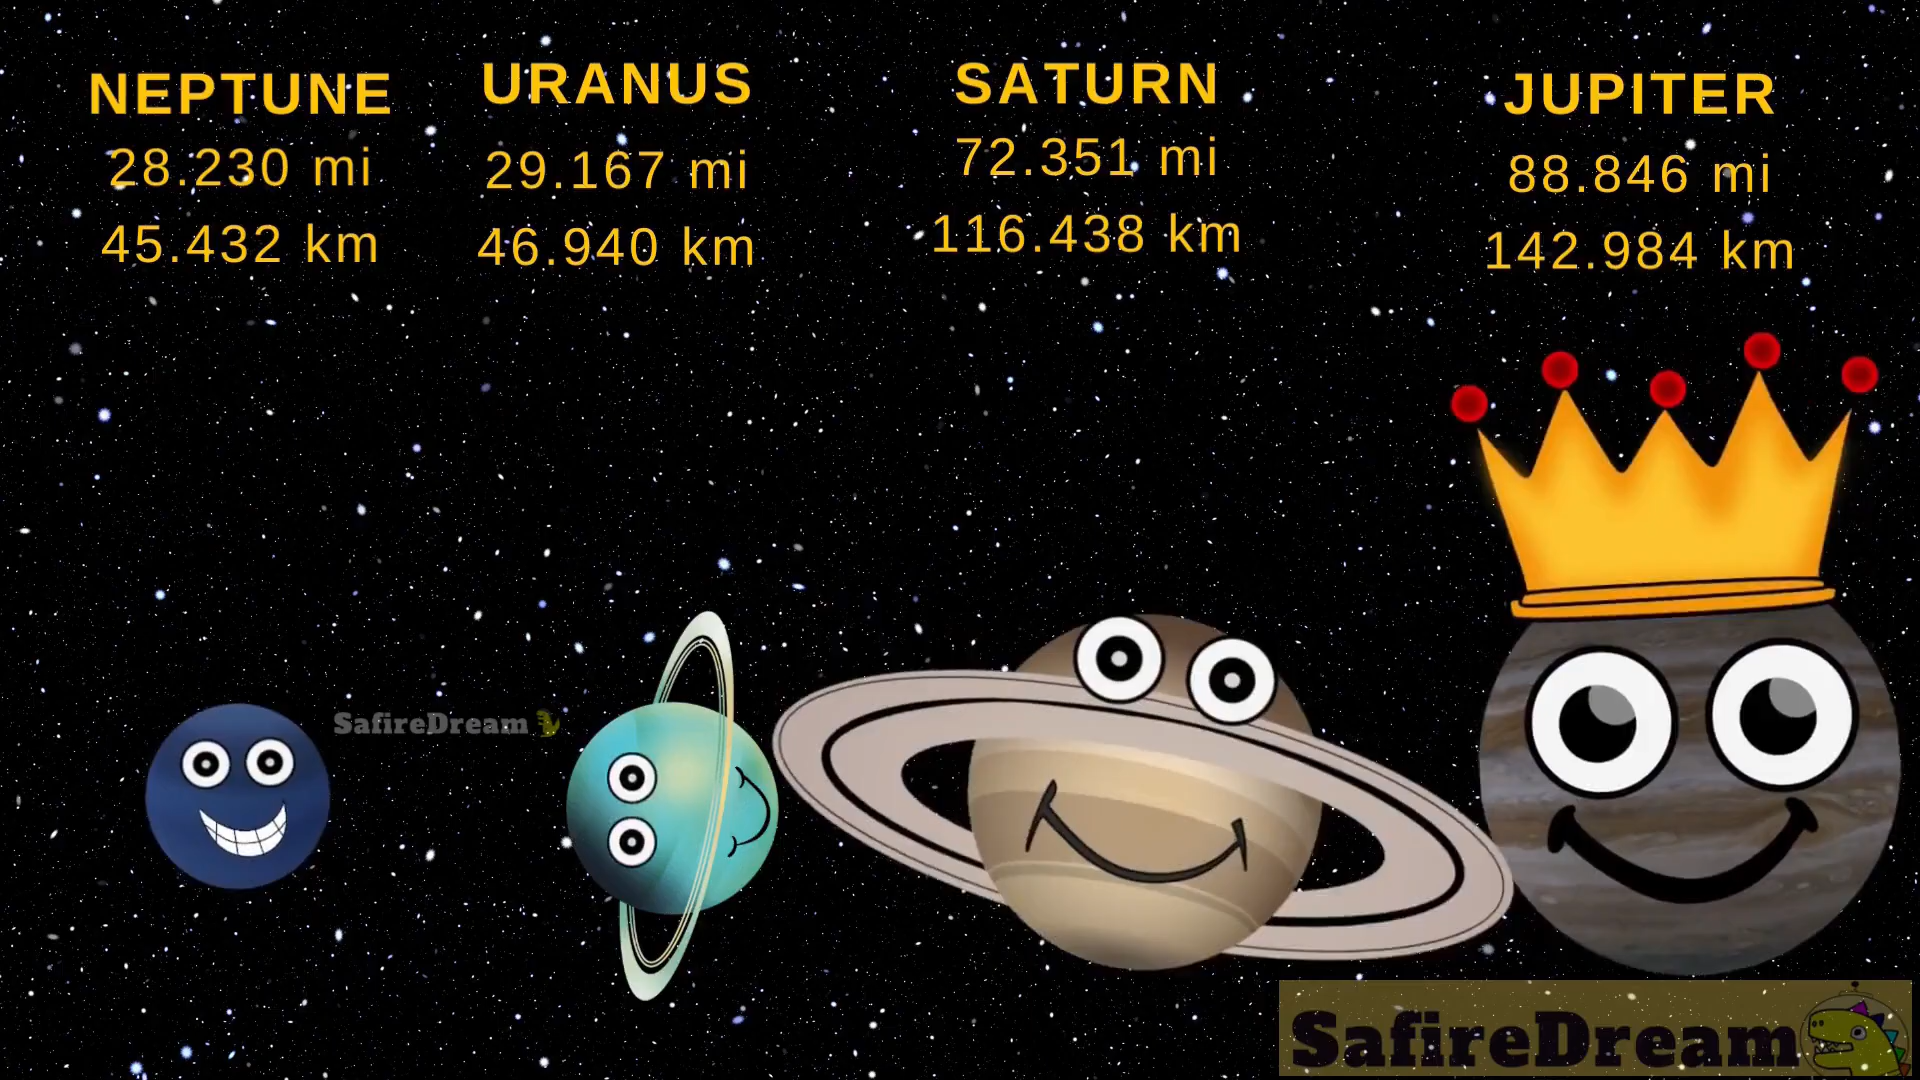 NEPTUNE
28.230 mi
45.432 km
URANUS
29.167 mi
46.940 km
SATURN
72.351 mi
116.438 km
JUPITER
88.846 mi
142.984 km
SafireDream
SafireDream